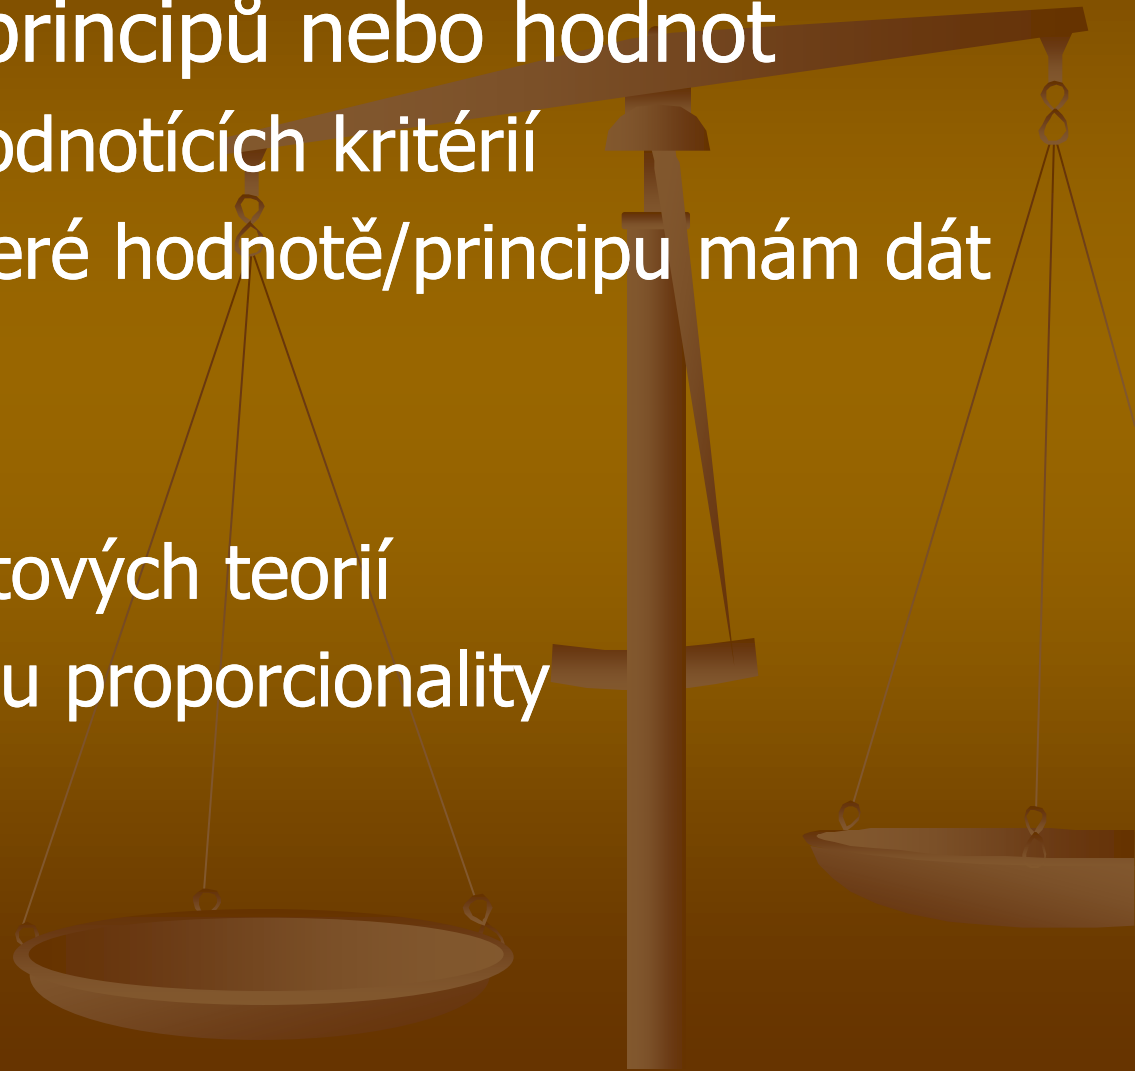 principů nebo hodnot
odnotících kritérií
eré hodnotě/principu mám dát
tových teorií
u proporcionality